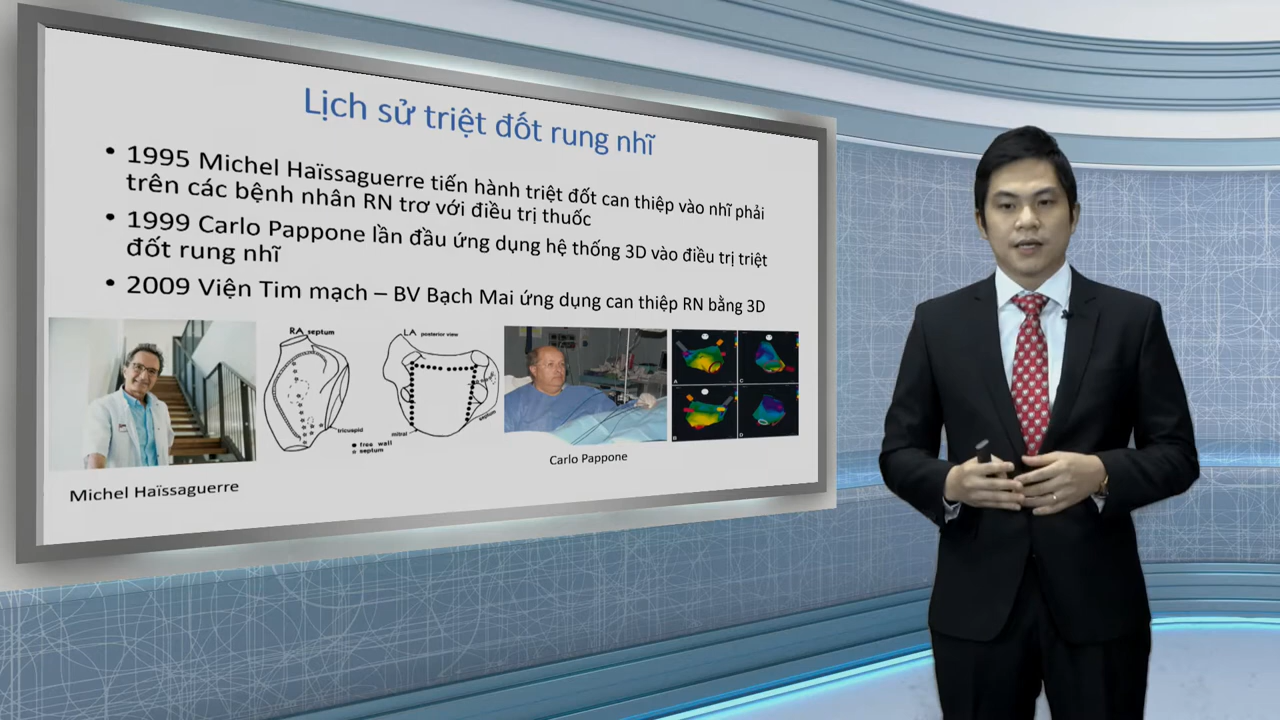 Lịch sử triệt đốt rung nhĩ
• 1995 Michel Haïssaguerre tiến hành triệt đốt can thiệp vào nhĩ phải
trên các bệnh nhân RN trơ với điều trị thuốc
• 1999 Carlo Pappone lần đầu ứng dụng hệ thống 3D vào điều trị triệt
đốt rung nhĩ
• 2009 Viện Tim mạch – BV Bạch Mai ứng dụng can thiệp RN bằng 3D
RA septum
tricuspid
● free wall
○ septum
LA posterior view
mitral
septum
A
C
B
D
Michel Haïssaguerre
Carlo Pappone